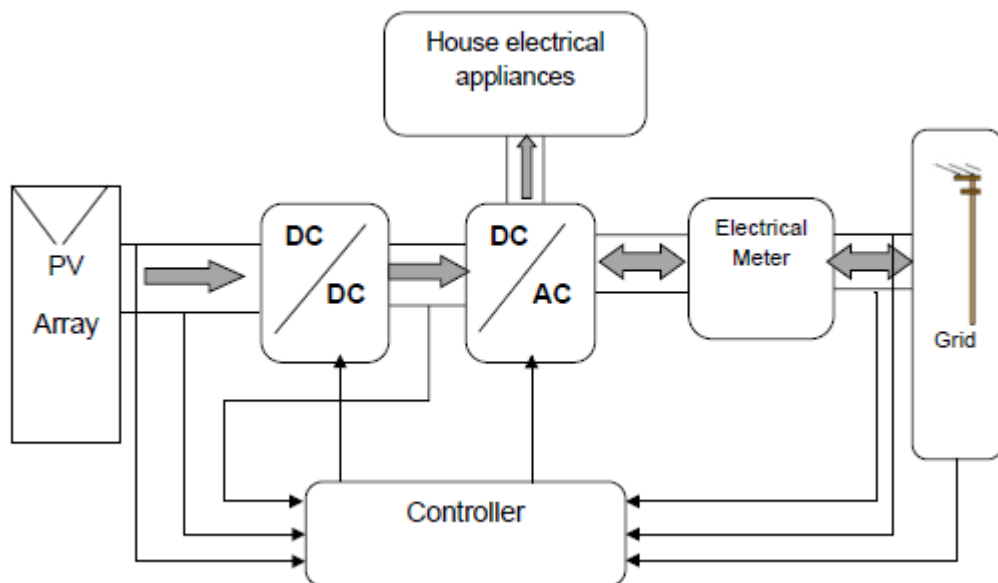 House electrical
appliances
PV
Array
DC
DC
DC
AC
Electrical
Meter
Grid
Controller